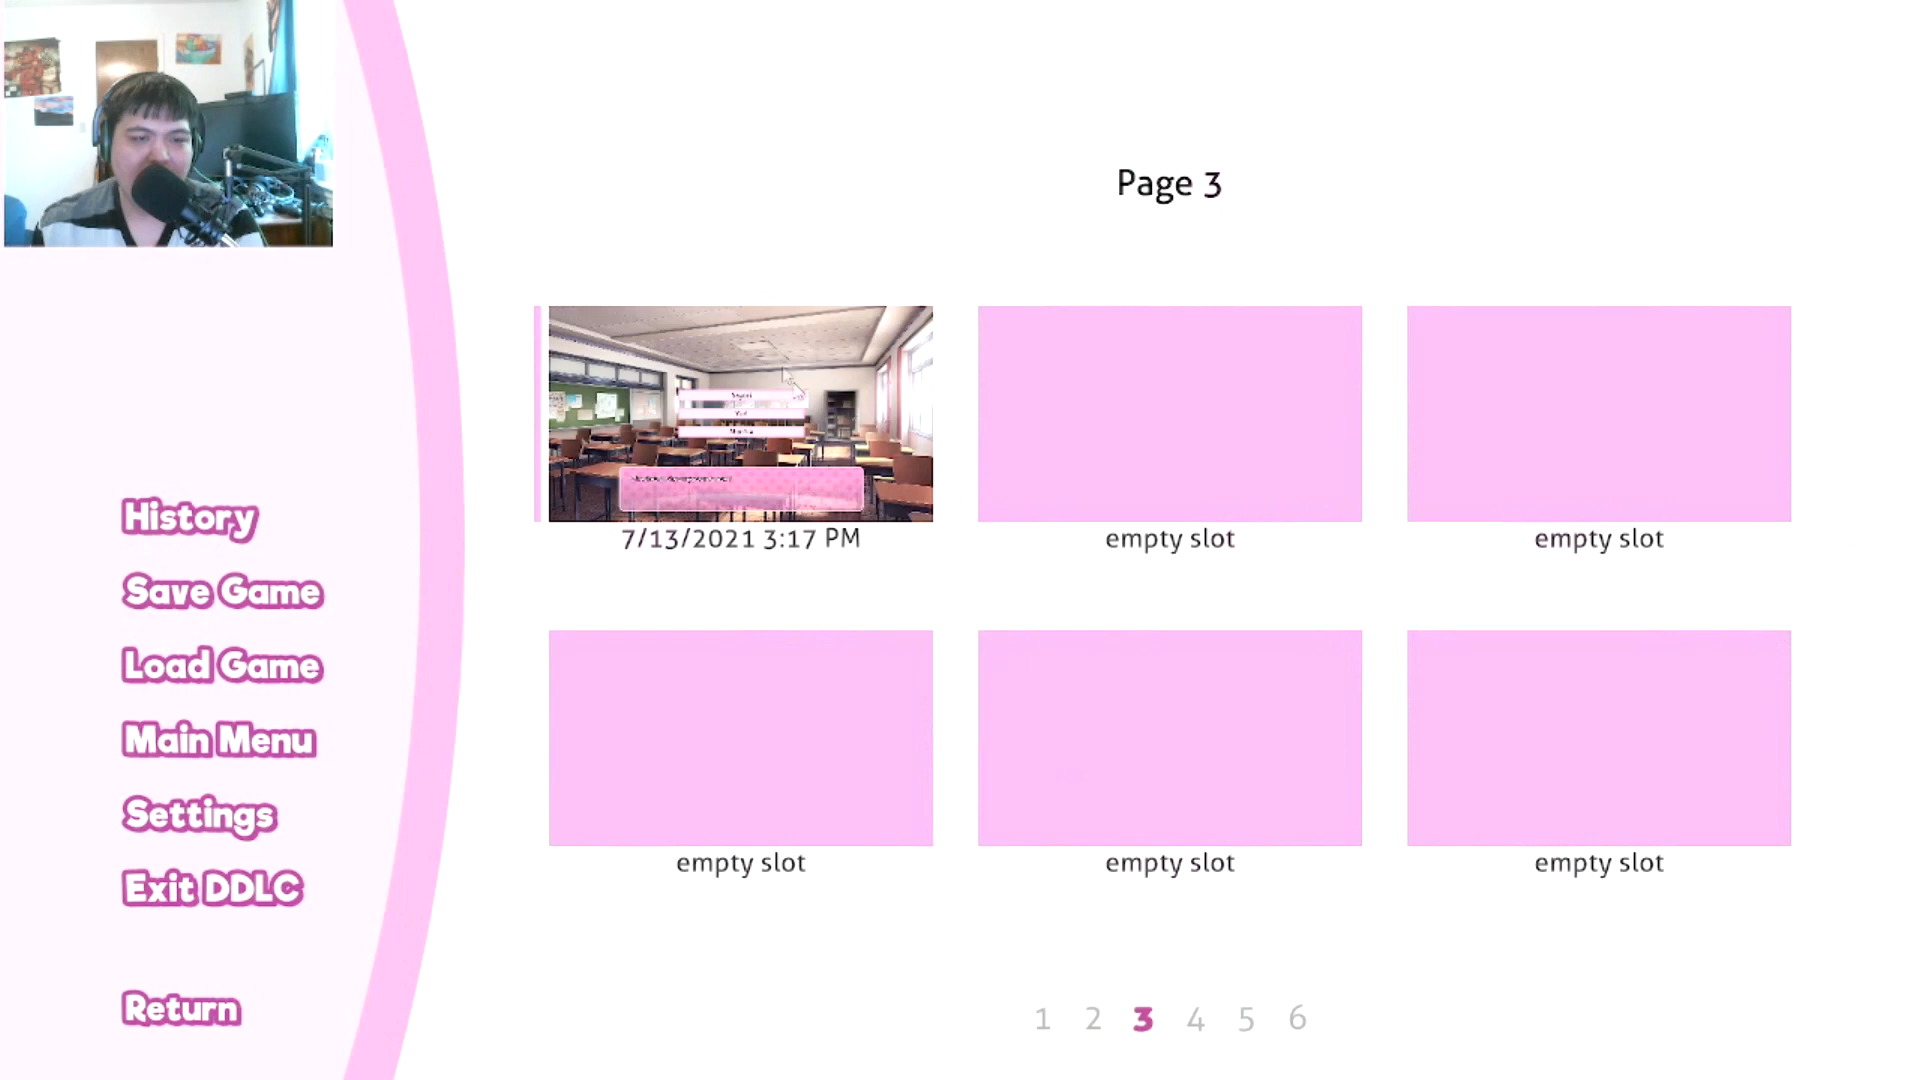 Page 3
7/13/2021 3:17 PM
empty slot
empty slot
History
Save Game
Load Game
Main Menu
Settings
Exit DDLC
Return
empty slot
empty slot
empty slot
1 2 3 4 5 6